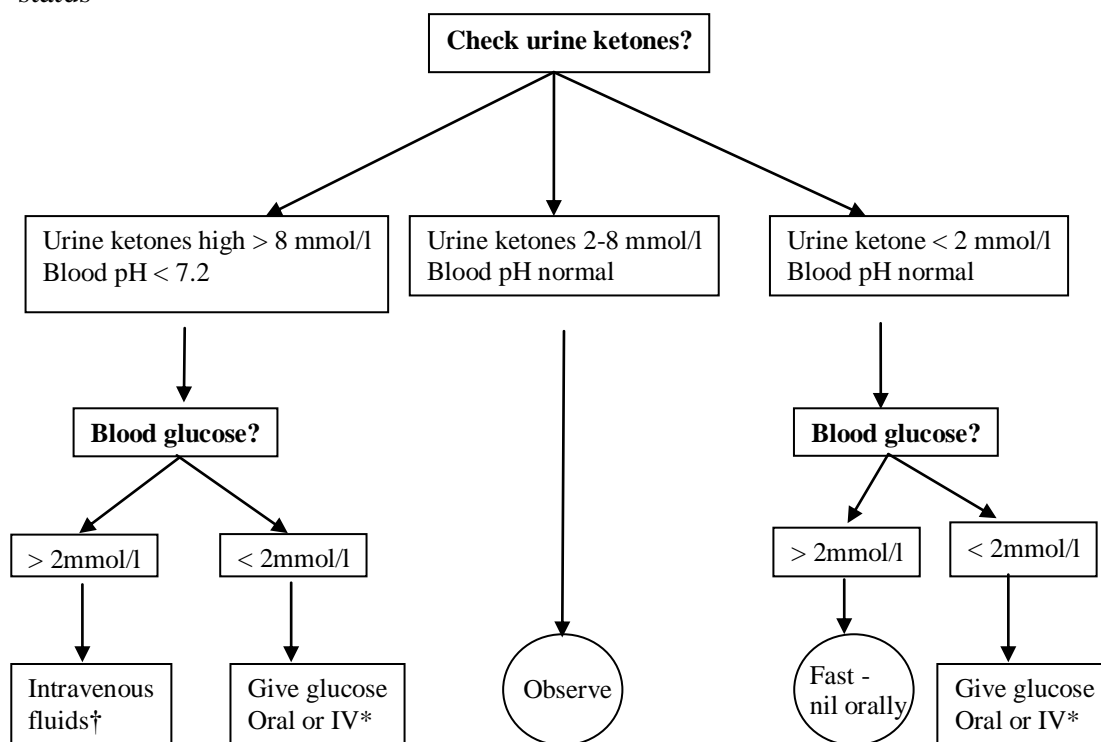 status
Check urine ketones?
Urine ketones high > 8 mmol/l
Blood pH < 7.2
Urine ketones 2-8 mmol/l
Blood pH normal
Urine ketone < 2 mmol/l
Blood pH normal
Blood glucose?
Blood glucose?
> 2mmol/l
< 2mmol/l
> 2mmol/l
< 2mmol/l
Intravenous
fluids†
Give glucose
Oral or IV*
Observe
Fast -
nil orally
Give glucose
Oral or IV*